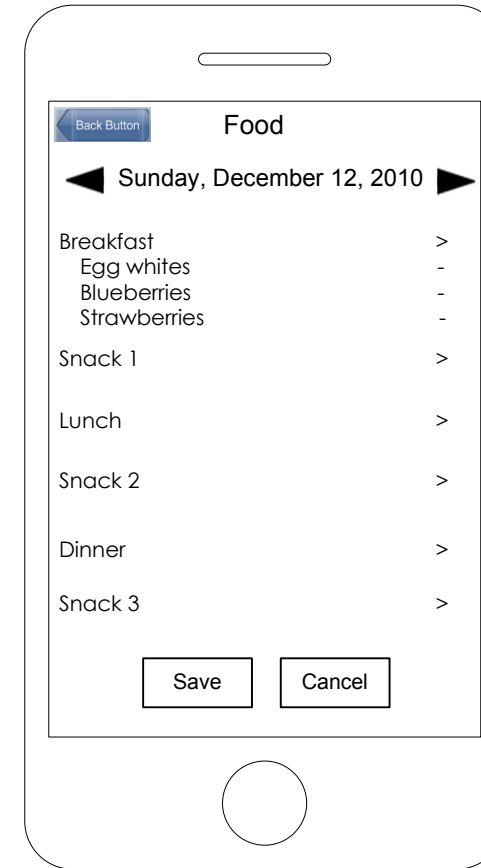 Back Button Food
Sunday, December 12, 2010
Breakfast >
Egg whites -
Blueberries -
Strawberries -
Snack 1 >
Lunch >
Snack 2 >
Dinner >
Snack 3 >
Save Cancel